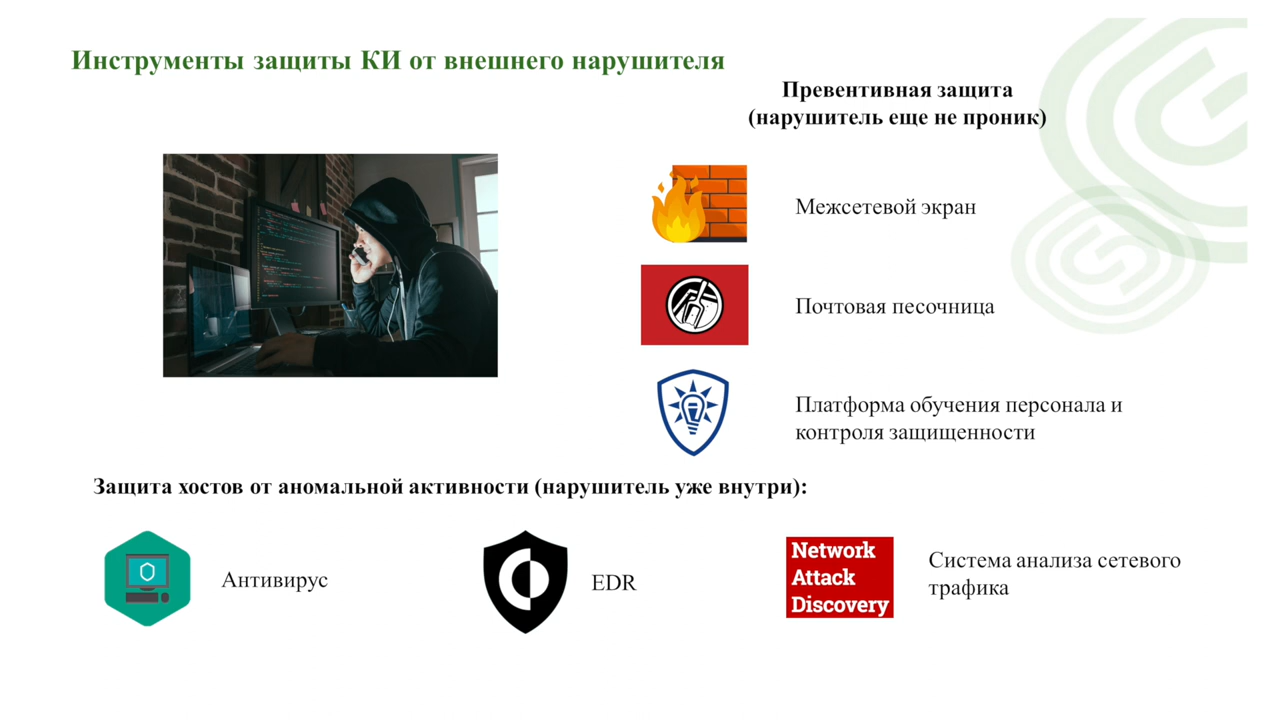 Инструменты защиты КИ от внешнего нарушителя
Превентивная защита
(нарушитель еще не проник)
Межсетевой экран
Почтовая песочница
Платформа обучения персонала и
контроля защищенности
Защита хостов от аномальной активности (нарушитель уже внутри):
Антивирус
EDR
Network
Attack
Discovery
Система анализа сетевого
трафика